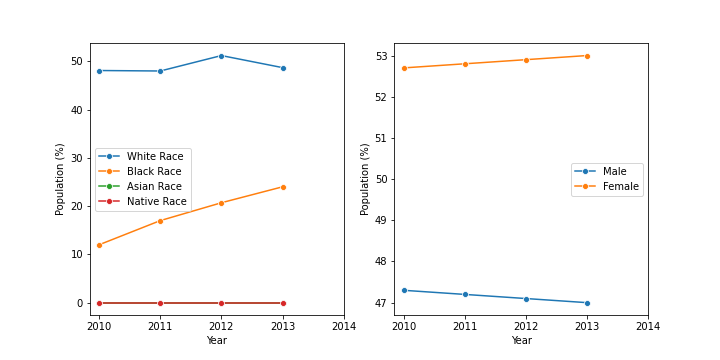 50
40
30
20
10
0
Population (%)
White Race
Black Race
Asian Race
Native Race
2010 2011 2012 2013 2014
Year
53
52
51
50
49
48
47
Population (%)
Male
Female
2010 2011 2012 2013 2014
Year